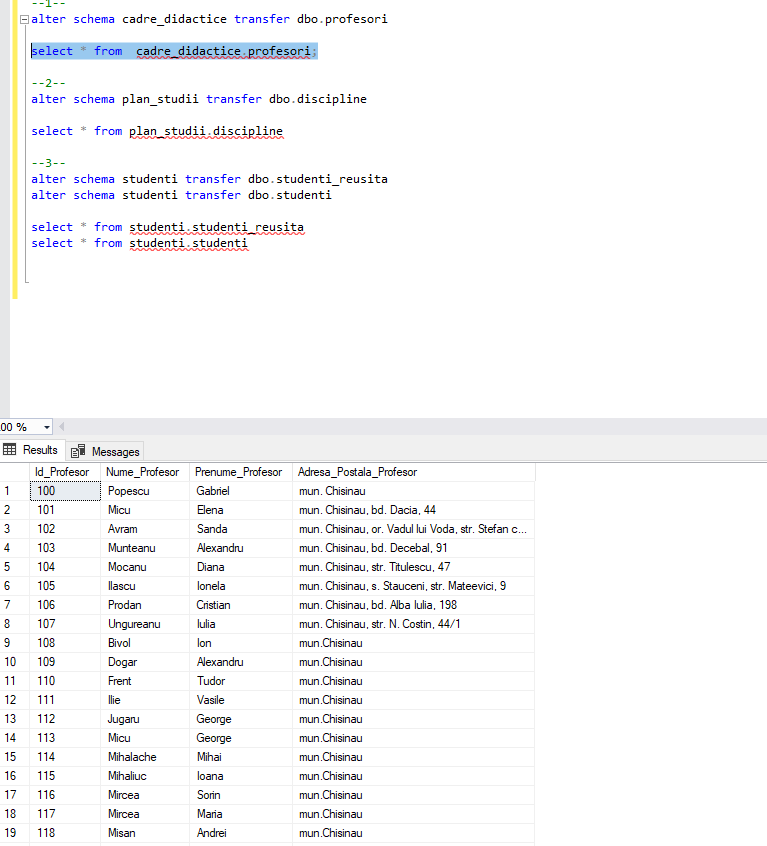 --1--
alter schema cadre_didactice transfer dbo.profesori
select * from cadre_didactice.profesori;
--2--
alter schema plan_studii transfer dbo.discipline
select * from plan_studii.discipline
--3--
alter schema studenti transfer dbo.studenti_reusita
alter schema studenti transfer dbo.studenti
select * from studenti.studenti_reusita
select * from studenti.studenti
00 %
Results Messages
Id_Profesor Nume_Profesor Prenume_Profesor Adresa_Postala_Profesor
1 100 Popescu Gabriel mun. Chisinau
2 101 Micu Elena mun. Chisinau, bd. Dacia, 44
3 102 Avram Sanda mun. Chisinau, or. Vadul lui Voda, str. Stefan c...
4 103 Munteanu Alexandru mun. Chisinau, bd. Decebal, 91
5 104 Mocanu Diana mun. Chisinau, str. Titulescu, 47
6 105 Ilascu Ionela mun. Chisinau, s. Stauceni, str. Mateevici, 9
7 106 Prodan Cristian mun. Chisinau, bd. Alba Iulia, 198
8 107 Ungureanu Iulia mun. Chisinau, str. N. Costin, 44/1
9 108 Bivol Ion mun.Chisinau
10 109 Dogar Alexandru mun.Chisinau
11 110 Frent Tudor mun.Chisinau
12 111 Ilie Vasile mun.Chisinau
13 112 Jugaru George mun.Chisinau
14 113 Micu George mun.Chisinau
15 114 Mihalache Mihai mun.Chisinau
16 115 Mihaliuc Ioana mun.Chisinau
17 116 Mircea Sorin mun.Chisinau
18 117 Mircea Maria mun.Chisinau
19 118 Misan Andrei mun.Chisinau